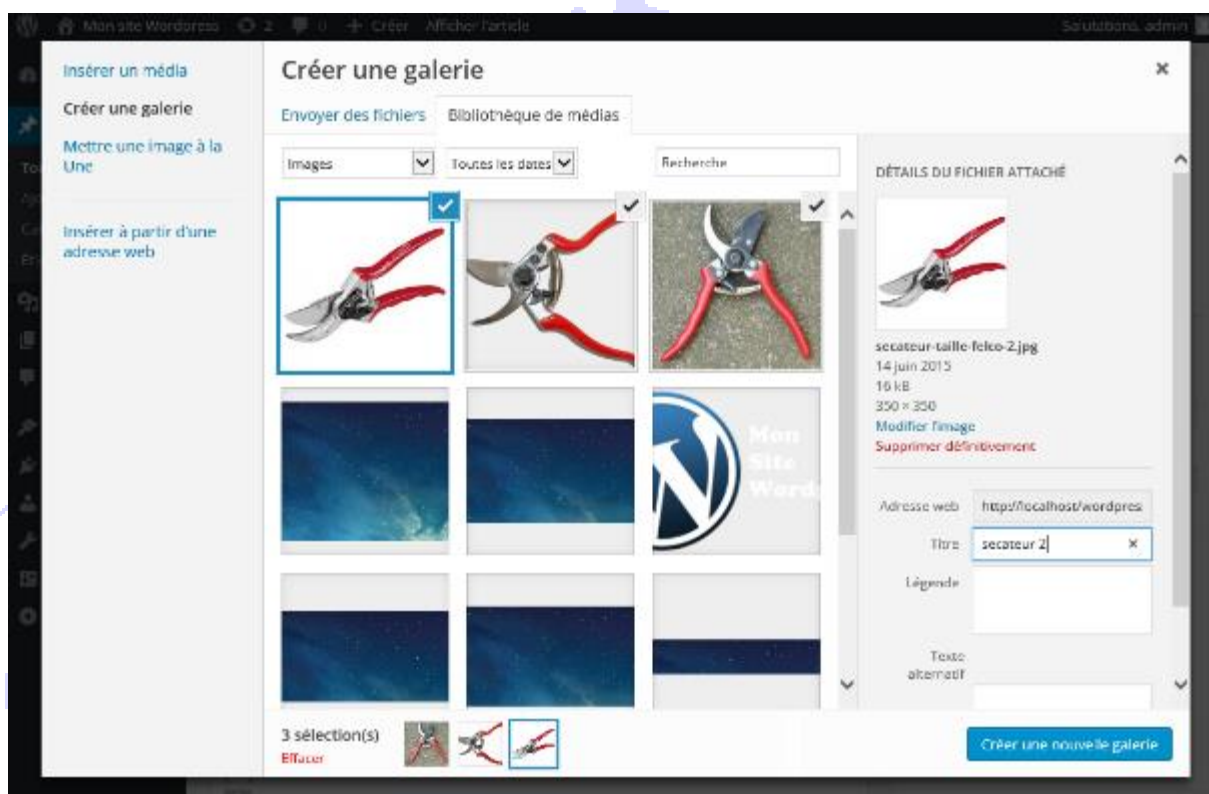 Mon site Wordpress 2 0 + Créer Afficher l'article
Salutations, admin
Insérer un média
Créer une galerie
Mettre une image à la
Une
Insérer à partir d'une
adresse web
Créer une galerie
Envoyer des fichiers Bibliothèque de médias
Images Toutes les dates Recherche
Mon
Site
Word
DÉTAILS DU FICHIER ATTACHÉ
secateur-taille-felco-2.jpg
14 juin 2015
16 kB
350 × 350
Modifier l'image
Supprimer définitivement
Adresse web http://localhost/wordpres
Titre secateur 2
Légende
Texte
alternatif
3 sélection(s)
Effacer
Créer une nouvelle galerie